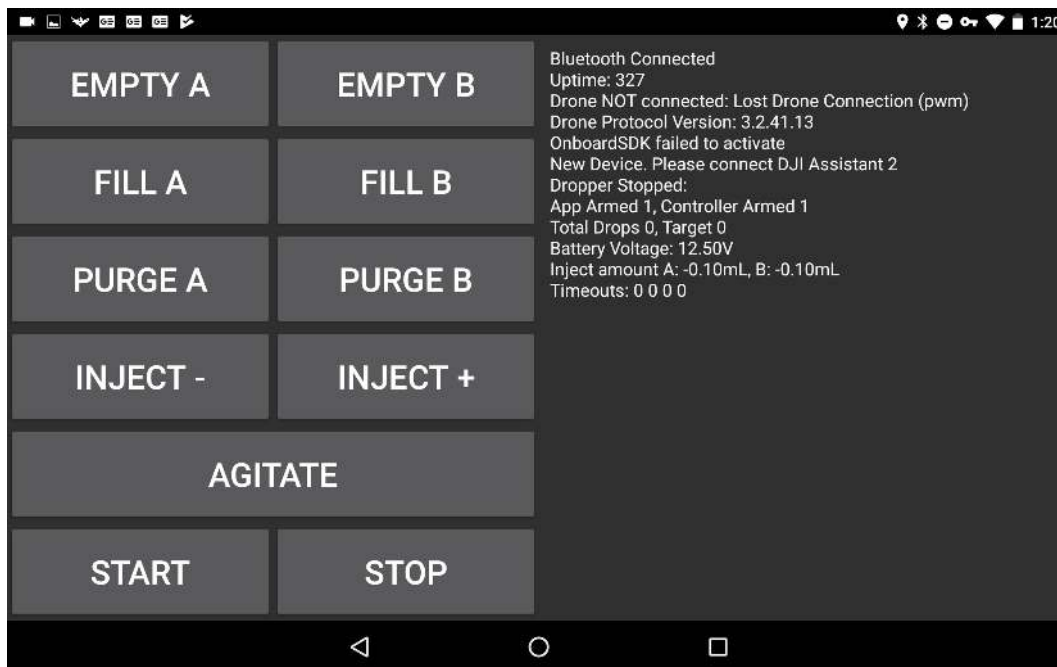 1:20
EMPTY A
EMPTY B
FILL A
FILL B
PURGE A
PURGE B
INJECT -
INJECT +
AGITATE
START
STOP
Bluetooth Connected
Uptime: 327
Drone NOT connected: Lost Drone Connection (pwm)
Drone Protocol Version: 3.2.41.13
OnboardSDK failed to activate
New Device. Please connect DJI Assistant 2
Dropper Stopped:
App Armed 1, Controller Armed 1
Total Drops 0, Target 0
Battery Voltage: 12.50V
Inject amount A: -0.10mL, B: -0.10mL
Timeouts: 0 0 0 0